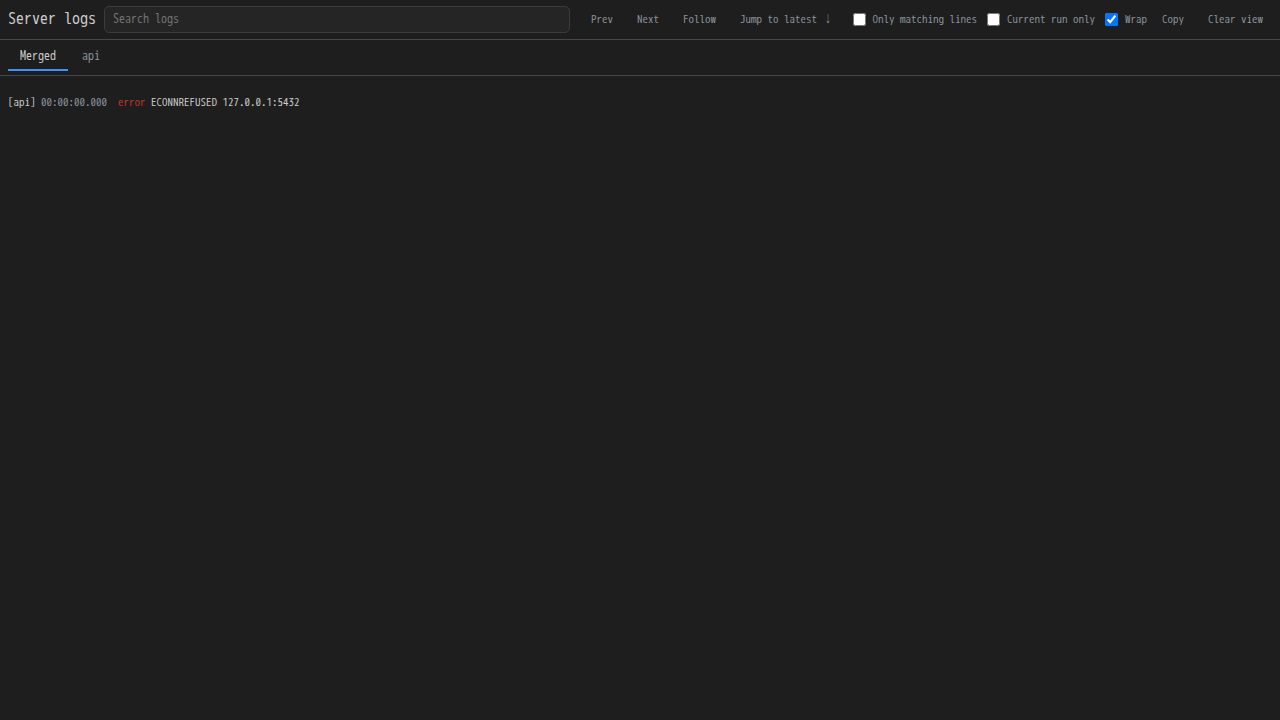 Server logs Search logs Prev Next Follow Jump to latest ↓ Only matching lines Current run only Wrap Copy Clear view
Merged api
[api] 00:00:00.000 error ECONNREFUSED 127.0.0.1:5432